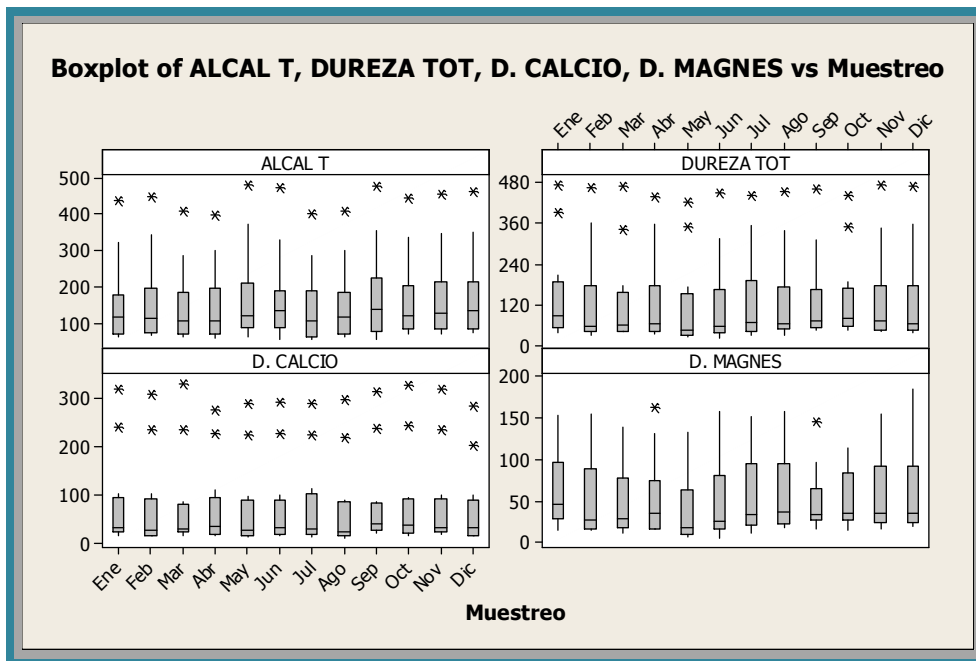 Boxplot of ALCAL T, DUREZA TOT, D. CALCIO, D. MAGNES vs Muestreo
Ene Feb Mar Abr May Jun Jul Ago Sep Oct Nov Dic
ALCAL T
500
400
300
200
100
DUREZA TOT
480
360
240
120
0
D. CALCIO
300
200
100
0
D. MAGNES
200
150
100
50
0
Ene Feb Mar Abr May Jun Jul Ago Sep Oct Nov Dic
Muestreo